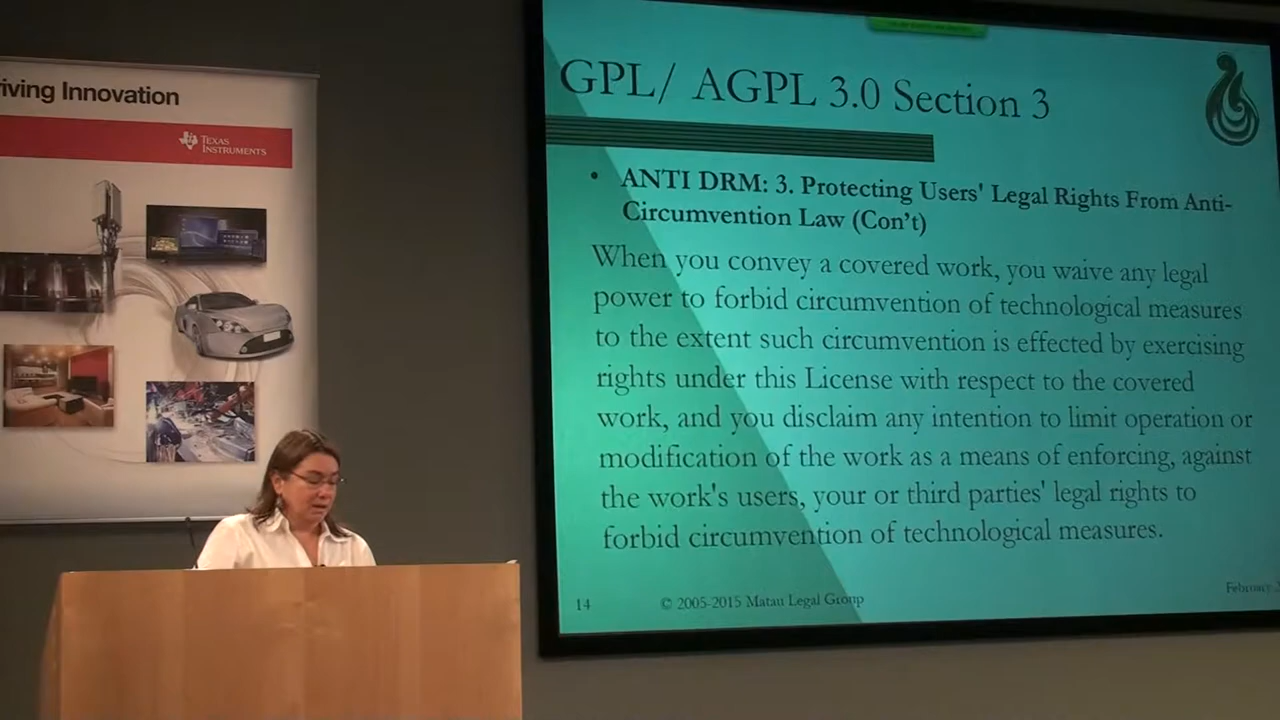 iving Innovation
TEXAS
INSTRUMENTS
GPL/ AGPL 3.0 Section 3
• ANTI DRM: 3. Protecting Users' Legal Rights From Anti-
Circumvention Law (Con't)
When you convey a covered work, you waive any legal
power to forbid circumvention of technological measures
to the extent such circumvention is effected by exercising
rights under this License with respect to the covered
work, and you disclaim any intention to limit operation or
modification of the work as a means of enforcing, against
the work's users, your or third parties' legal rights to
forbid circumvention of technological measures.
14
© 2005-2015 Matau Legal Group
February